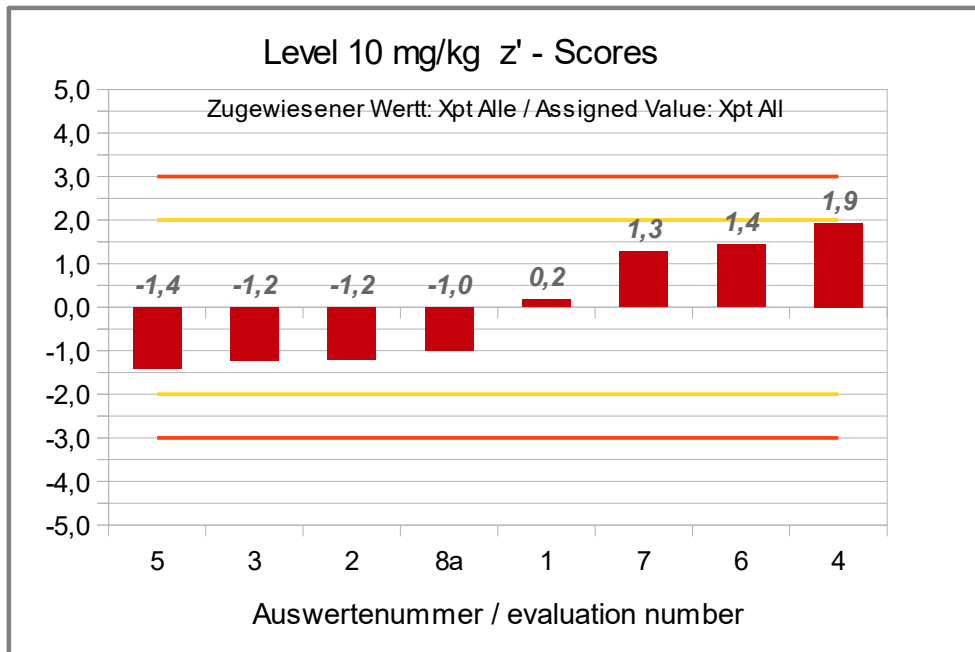 Level 10 mg/kg z' - Scores
Zugewiesener Wertt: Xpt Alle / Assigned Value: Xpt All
5,0
4,0
3,0
2,0
1,0
0,0
-1,0
-2,0
-3,0
-4,0
-5,0
-1,4 -1,2 -1,2 -1,0 0,2 1,3 1,4 1,9
5 3 2 8a 1 7 6 4
Auswertenummer / evaluation number